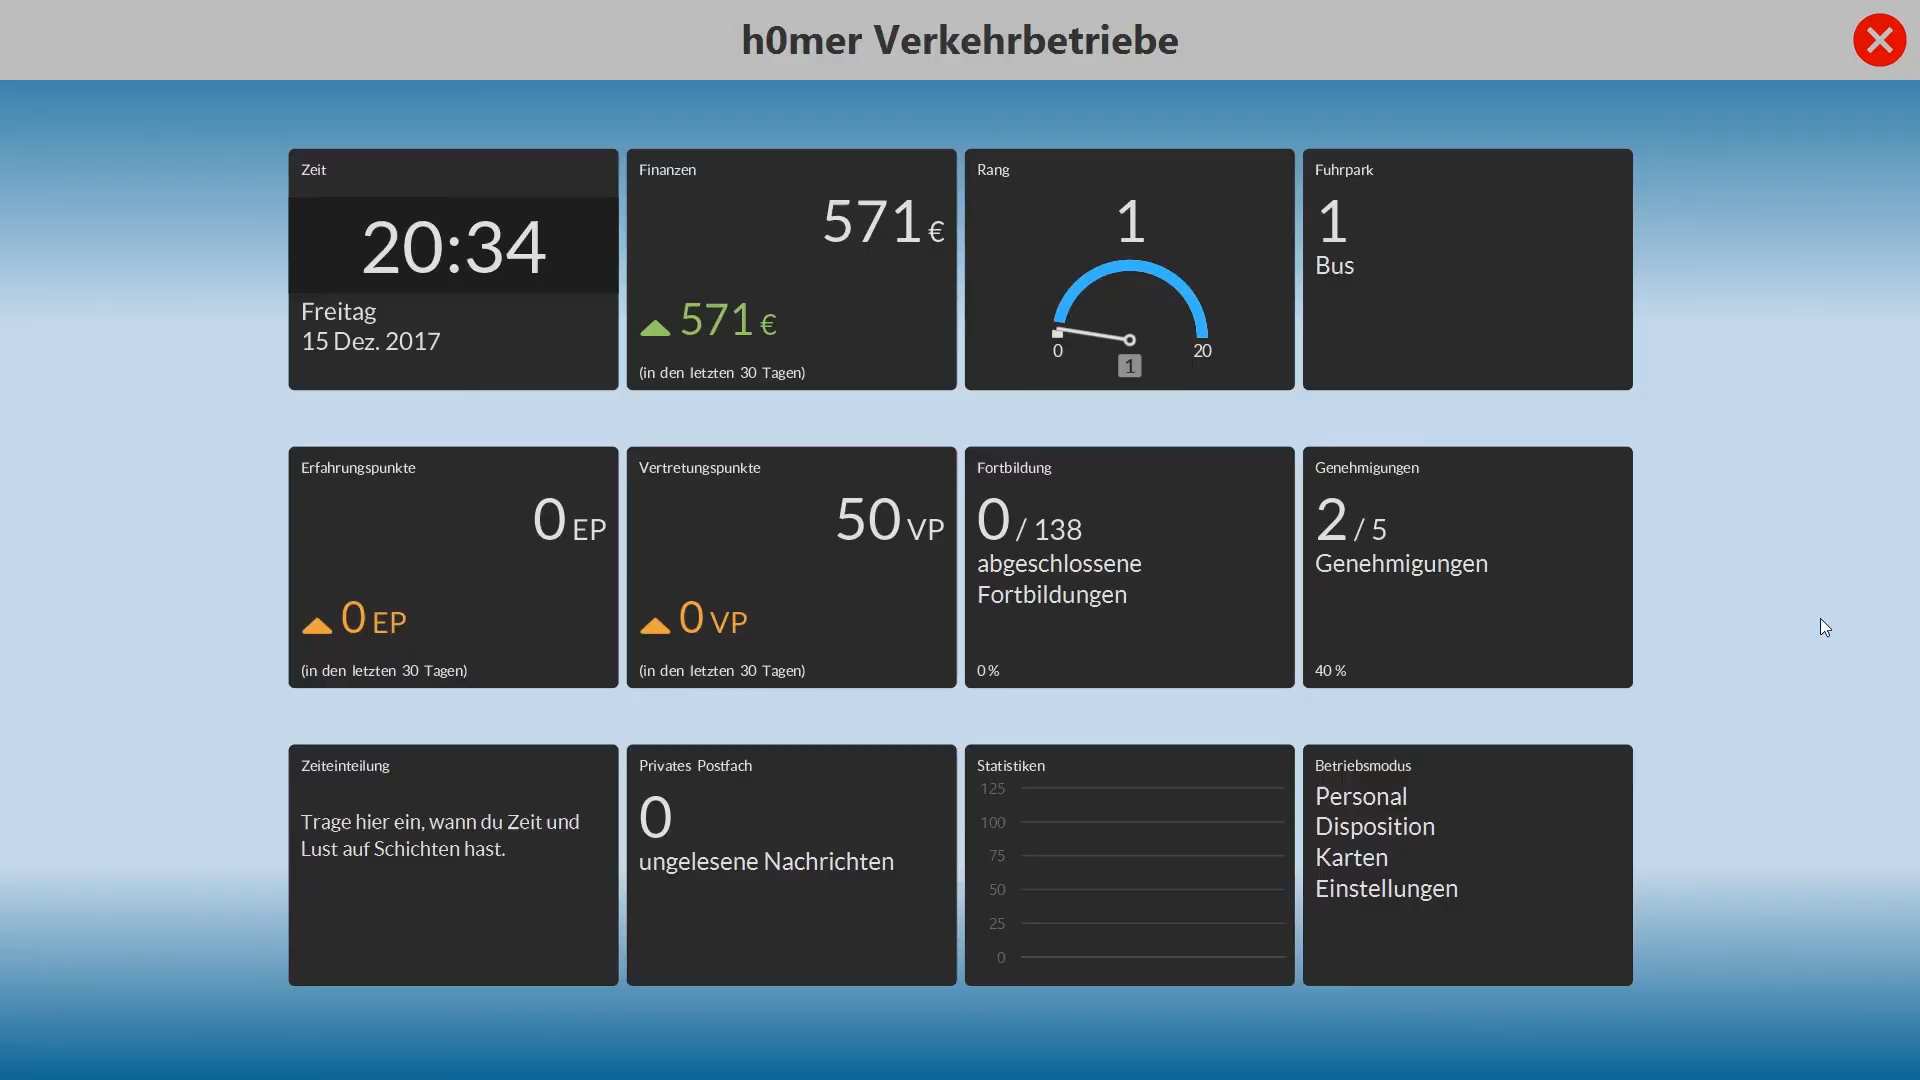 h0mer Verkehrbetriebe
Zeit
20:34
Freitag
15 Dez. 2017
Finanzen
571 €
571 €
(in den letzten 30 Tagen)
Rang
1
0
20
1
Fuhrpark
1
Bus
Erfahrungspunkte
0 EP
0 EP
(in den letzten 30 Tagen)
Vertretungspunkte
50 VP
0 VP
(in den letzten 30 Tagen)
Fortbildung
0 / 138
abgeschlossene
Fortbildungen
0 %
Genehmigungen
2 / 5
Genehmigungen
40 %
Zeiteinteilung
Trage hier ein, wann du Zeit und
Lust auf Schichten hast.
Privates Postfach
0
ungelesene Nachrichten
Statistiken
125
100
75
50
25
0
Betriebsmodus
Personal
Disposition
Karten
Einstellungen